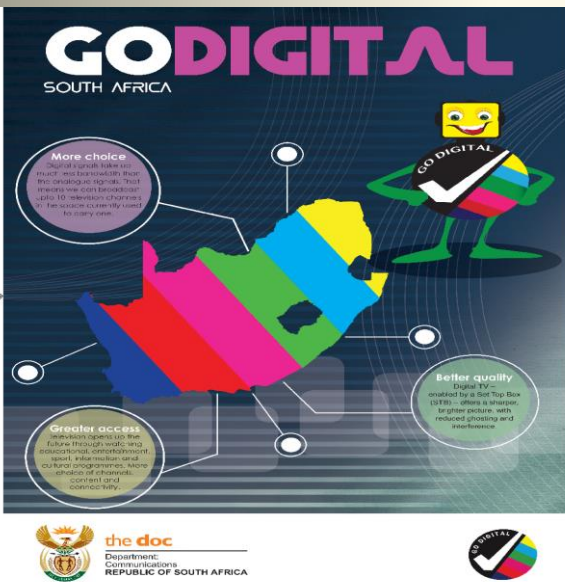 GODIGITAL
SOUTH AFRICA
GO DIGITAL
More choice
Digital signals take up
much less bandwidth than
the analogue signals. That
means we can broadcast
upto 10 television channels
in the space currently used
to carry one.
Better quality
Digital TV –
enabled by a Set Top Box
(STB) – offers a sharper,
brighter picture, with
reduced ghosting and
interference
Greater access
Television opens up the
future through watching
educational, entertainment,
sport, information and
cultural programmes. More
choice of channels,
content and
connectivity.
the doc
Department:
Communications
REPUBLIC OF SOUTH AFRICA
GO DIGITAL